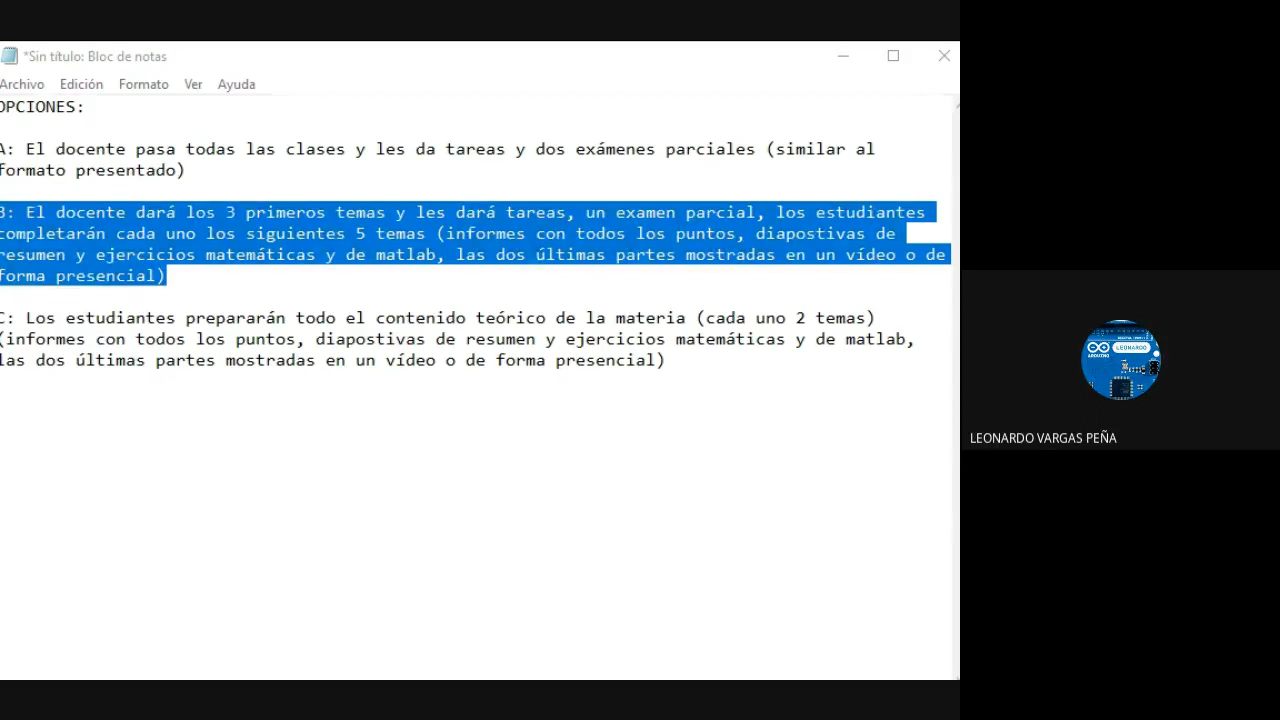 *Sin título: Bloc de notas
Archivo Edición Formato Ver Ayuda
OPCIONES:
A: El docente pasa todas las clases y les da tareas y dos exámenes parciales (similar al
formato presentado)
B: El docente dará los 3 primeros temas y les dará tareas, un examen parcial, los estudiantes
completarán cada uno los siguientes 5 temas (informes con todos los puntos, diapostivas de
resumen y ejercicios matemáticas y de matlab, las dos últimas partes mostradas en un vídeo o de
forma presencial)
C: Los estudiantes prepararán todo el contenido teórico de la materia (cada uno 2 temas)
(informes con todos los puntos, diapostivas de resumen y ejercicios matemáticas y de matlab,
las dos últimas partes mostradas en un vídeo o de forma presencial)
ARDUINO LEONARDO
LEONARDO VARGAS PEÑA